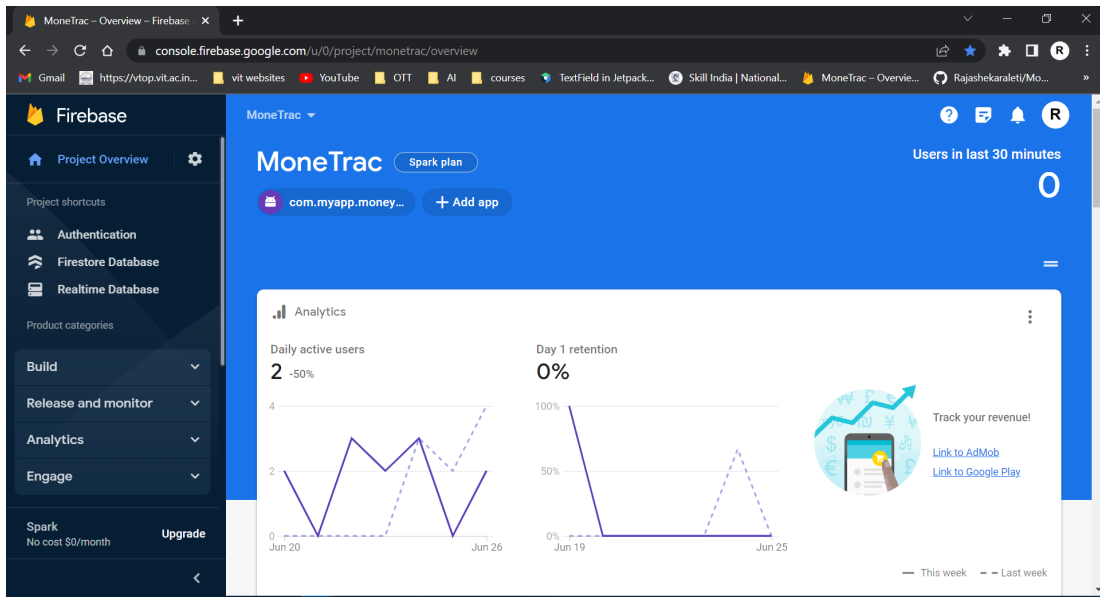 MoneTrac – Overview – Firebase
console.firebase.google.com/u/0/project/monetrac/overview
R
Gmail
https://vtop.vit.ac.in...
vit websites
YouTube
OTT
AI
courses
TextField in Jetpack...
Skill India | National...
MoneTrac – Overvie...
Rajashekaraleti/Mo...
»
Firebase
Project Overview
Project shortcuts
Authentication
Firestore Database
Realtime Database
Product categories
Build
Release and monitor
Analytics
Engage
Spark
No cost $0/month
Upgrade
MoneTrac
R
MoneTrac
Spark plan
Users in last 30 minutes
0
com.myapp.money...
+ Add app
Analytics
Daily active users
2 -50%
4
2
0
Jun 20
Jun 26
Day 1 retention
0%
100%
50%
0%
Jun 19
Jun 25
Track your revenue!
Link to AdMob
Link to Google Play
This week
Last week